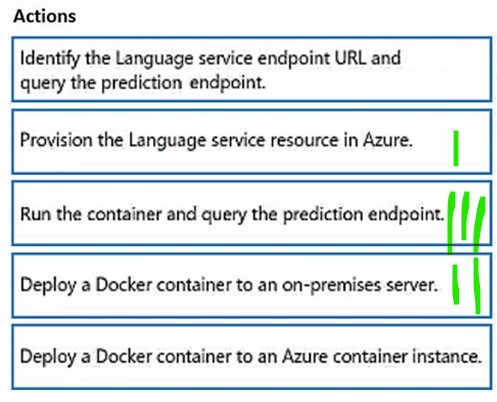 Actions
Identify the Language service endpoint URL and
query the prediction endpoint.
Provision the Language service resource in Azure.
Run the container and query the prediction endpoint.
Deploy a Docker container to an on-premises server.
Deploy a Docker container to an Azure container instance.